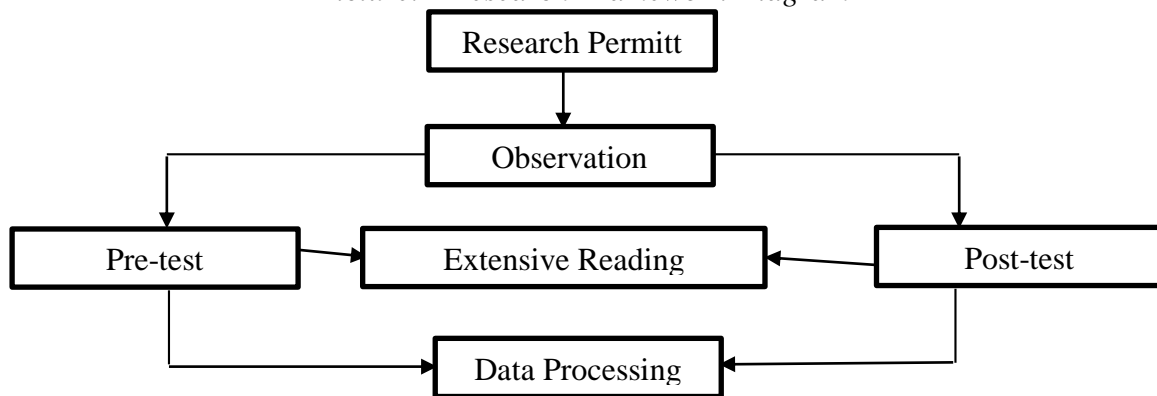 Research Permitt
Observation
Pre-test
Extensive Reading
Post-test
Data Processing